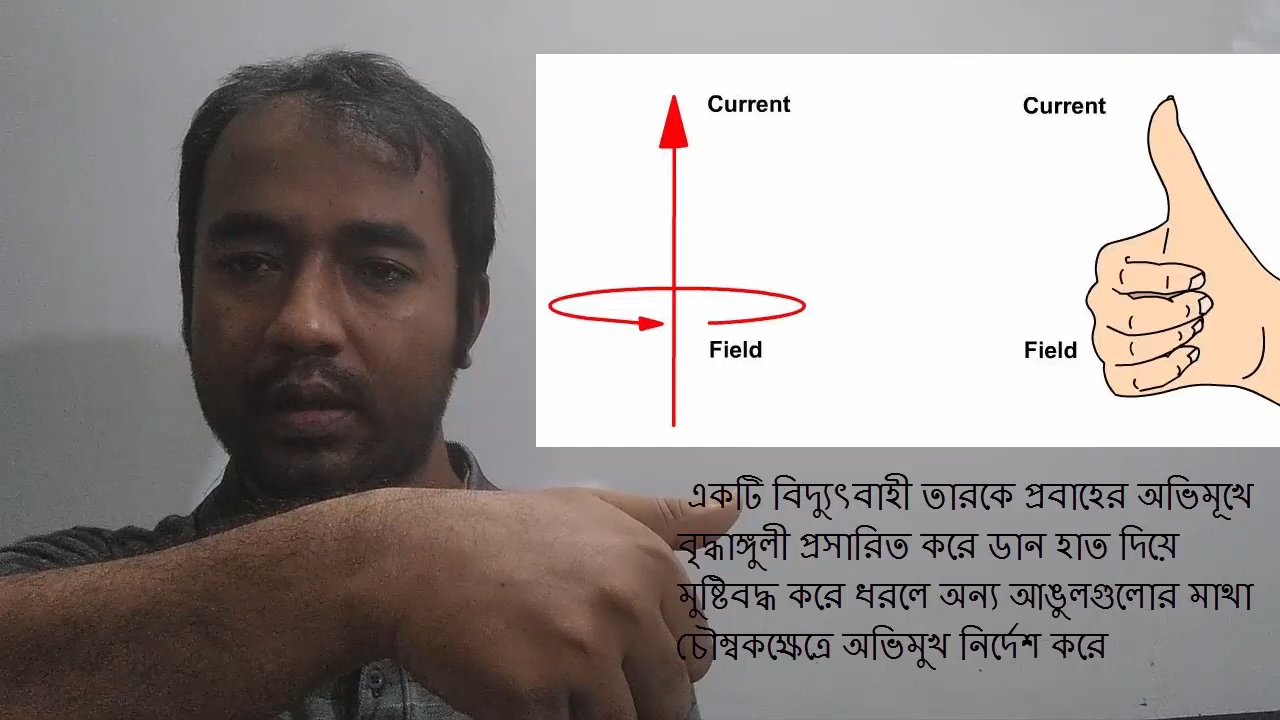 Current
Current
Field
Field
একটি বিদ্যুৎবাহী তারকে প্রবাহের অভিমূখে
বৃদ্ধাঙ্গুলী প্রসারিত করে ডান হাত দিয়ে
মুষ্টিবদ্ধ করে ধরলে অন্য আঙুলগুলোর মাথা
চৌম্বকক্ষেত্রে অভিমুখ নির্দেশ করে